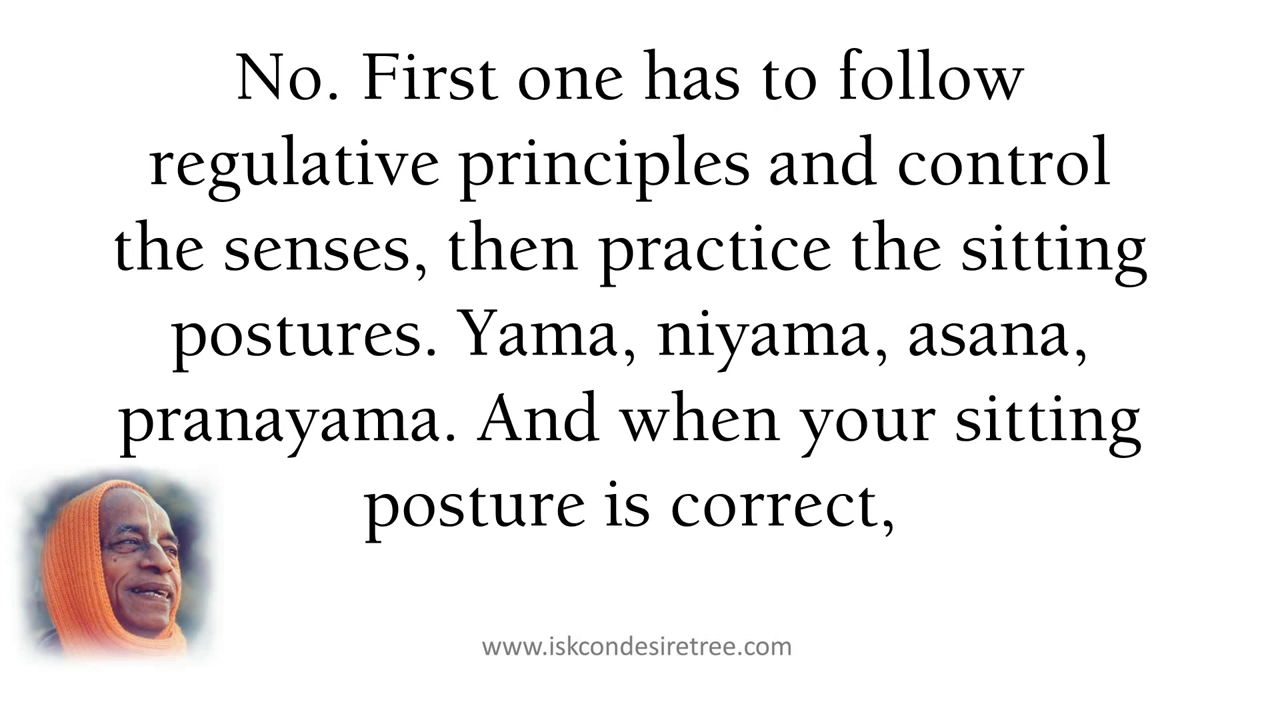 No. First one has to follow
regulative principles and control
the senses, then practice the sitting
postures. Yama, niyama, asana,
pranayama. And when your sitting
posture is correct,
www.iskcondesiretree.com